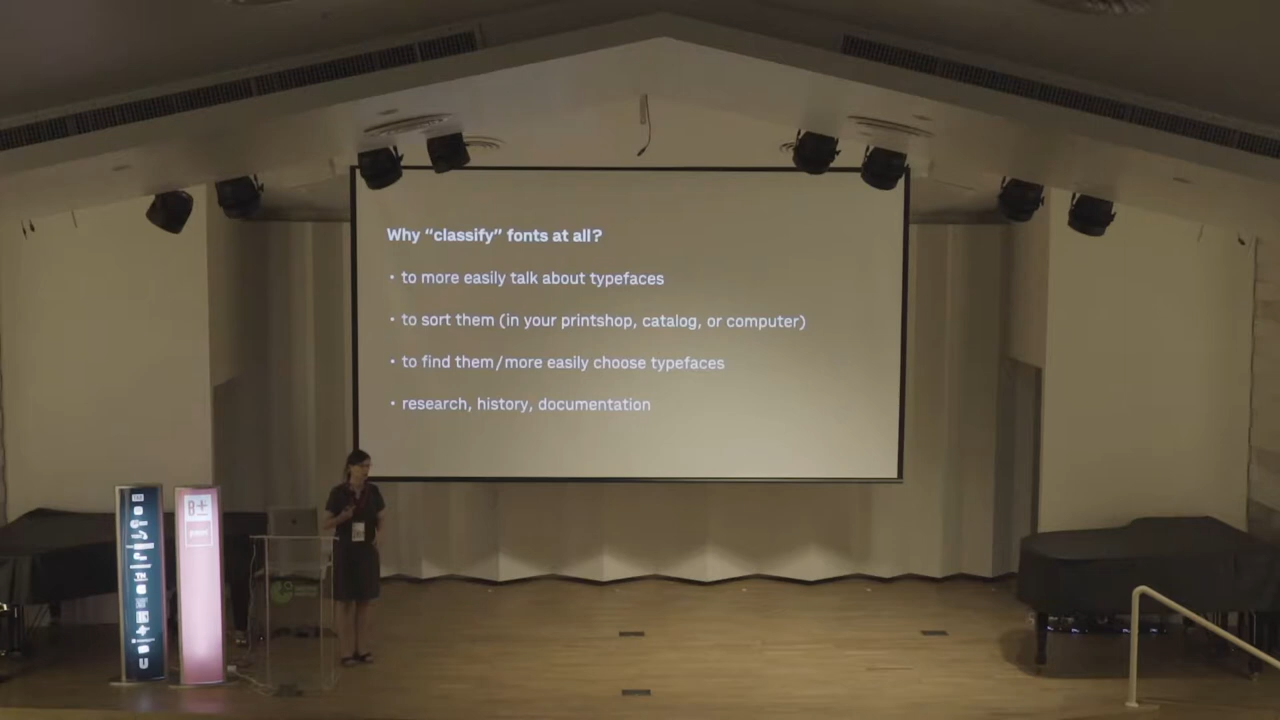 Why “classify” fonts at all?
• to more easily talk about typefaces
• to sort them (in your printshop, catalog, or computer)
• to find them/more easily choose typefaces
• research, history, documentation
8+